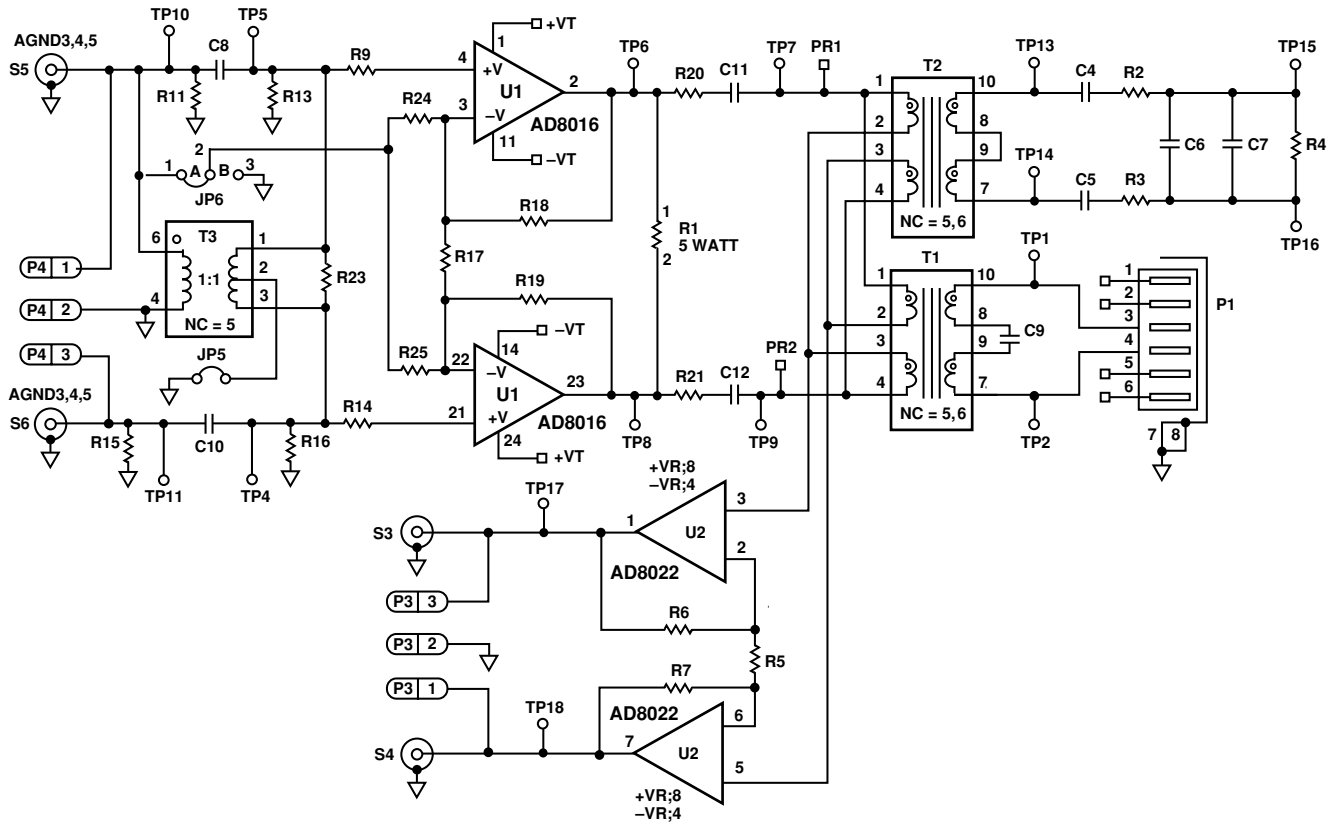 TP10
TP5
AGND3,4,5
C8
S5
R11
R13
R9
4
+V
1
+VT
U1
2
AD8016
R24
3
–V
11
–VT
TP6
R20
C11
TP7
PR1
T2
1
2
3
4
10
8
9
7
NC = 5,6
TP13
C4
R2
TP15
C6
C7
R4
TP14
C5
R3
TP16
1
A
2
B
3
JP6
R18
R17
R19
R1
5 WATT
1
2
P4 1
P4 2
P4 3
6
T3
1
1:1
2
4
3
NC = 5
R23
JP5
R25
22
–V
14
–VT
U1
23
AD8016
21
+V
24
+VT
AGND3,4,5
S6
R15
C10
R16
R14
TP11
TP4
TP8
R21
C12
TP9
PR2
T1
1
2
3
4
10
8
9
7
NC = 5,6
C9
TP1
TP2
P1
1
2
3
4
5
6
7
8
TP17
S3
1
+VR;8
–VR;4
U2
3
2
AD8022
P3 3
P3 2
P3 1
R6
R5
R7
TP18
AD8022
S4
7
U2
6
5
+VR;8
–VR;4